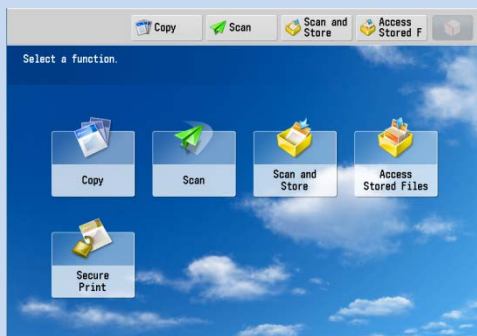 Copy
Scan
Scan and
Store
Access
Stored F
Select a function.
Copy
Scan
Scan and
Store
Access
Stored Files
Secure
Print